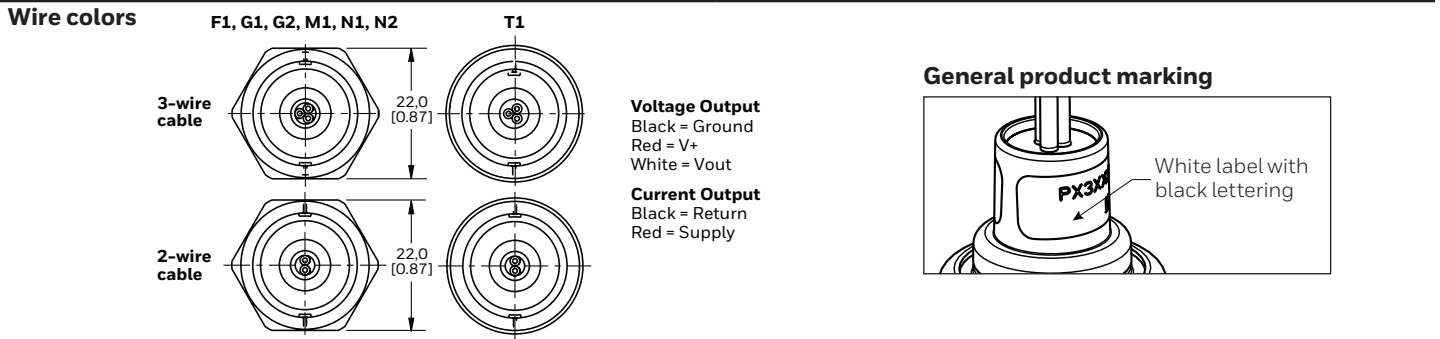 Wire colors
F1, G1, G2, M1, N1, N2
T1
3-wire
cable
22,0
[0.87]
2-wire
cable
22,0
[0.87]
Voltage Output
Black = Ground
Red = V+
White = Vout
Current Output
Black = Return
Red = Supply
General product marking
PX3XX
White label with
black lettering